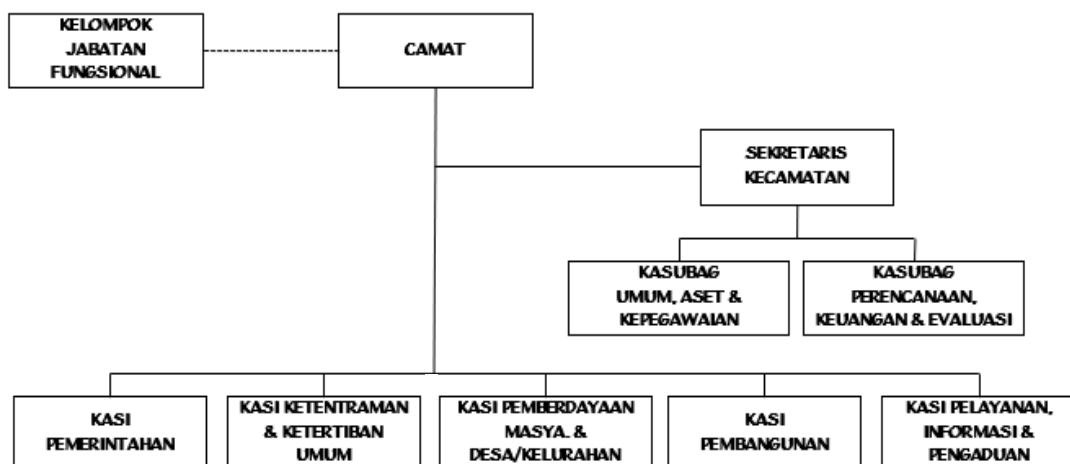 KELOMPOK
JABATAN
FUNGSIONAL
CAMAT
SEKRETARIS
KECAMATAN
KASUBAG
UMUM, ASET &
KEPEGAWAIAN
KASUBAG
PERENCANAAN,
KEUANGAN & EVALUASI
KASI
PEMERINTAHAN
KASI KETENTRAMAN
& KETERTIBAN
UMUM
KASI PEMBERDAYAAN
MASYA. &
DESA/KELURAHAN
KASI
PEMBANGUNAN
KASI PELAYANAN,
INFORMASI &
PENGADUAN